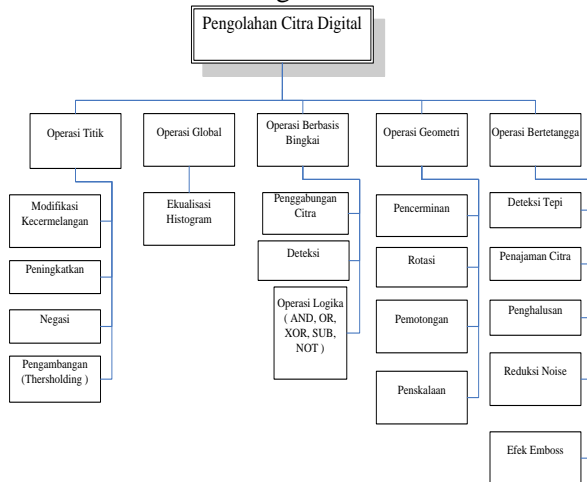 Pengolahan Citra Digital
Operasi Titik
Operasi Global
Operasi Berbasis
Bingkai
Operasi Geometri
Operasi Bertetangga
Modifikasi
Kecermelangan
Peningkatkan
Negasi
Pengambangan
(Thersholding )
Ekualisasi
Histogram
Penggabungan
Citra
Deteksi
Operasi Logika
( AND, OR,
XOR, SUB,
NOT )
Pencerminan
Rotasi
Pemotongan
Penskalaan
Deteksi Tepi
Penajaman Citra
Penghalusan
Reduksi Noise
Efek Emboss